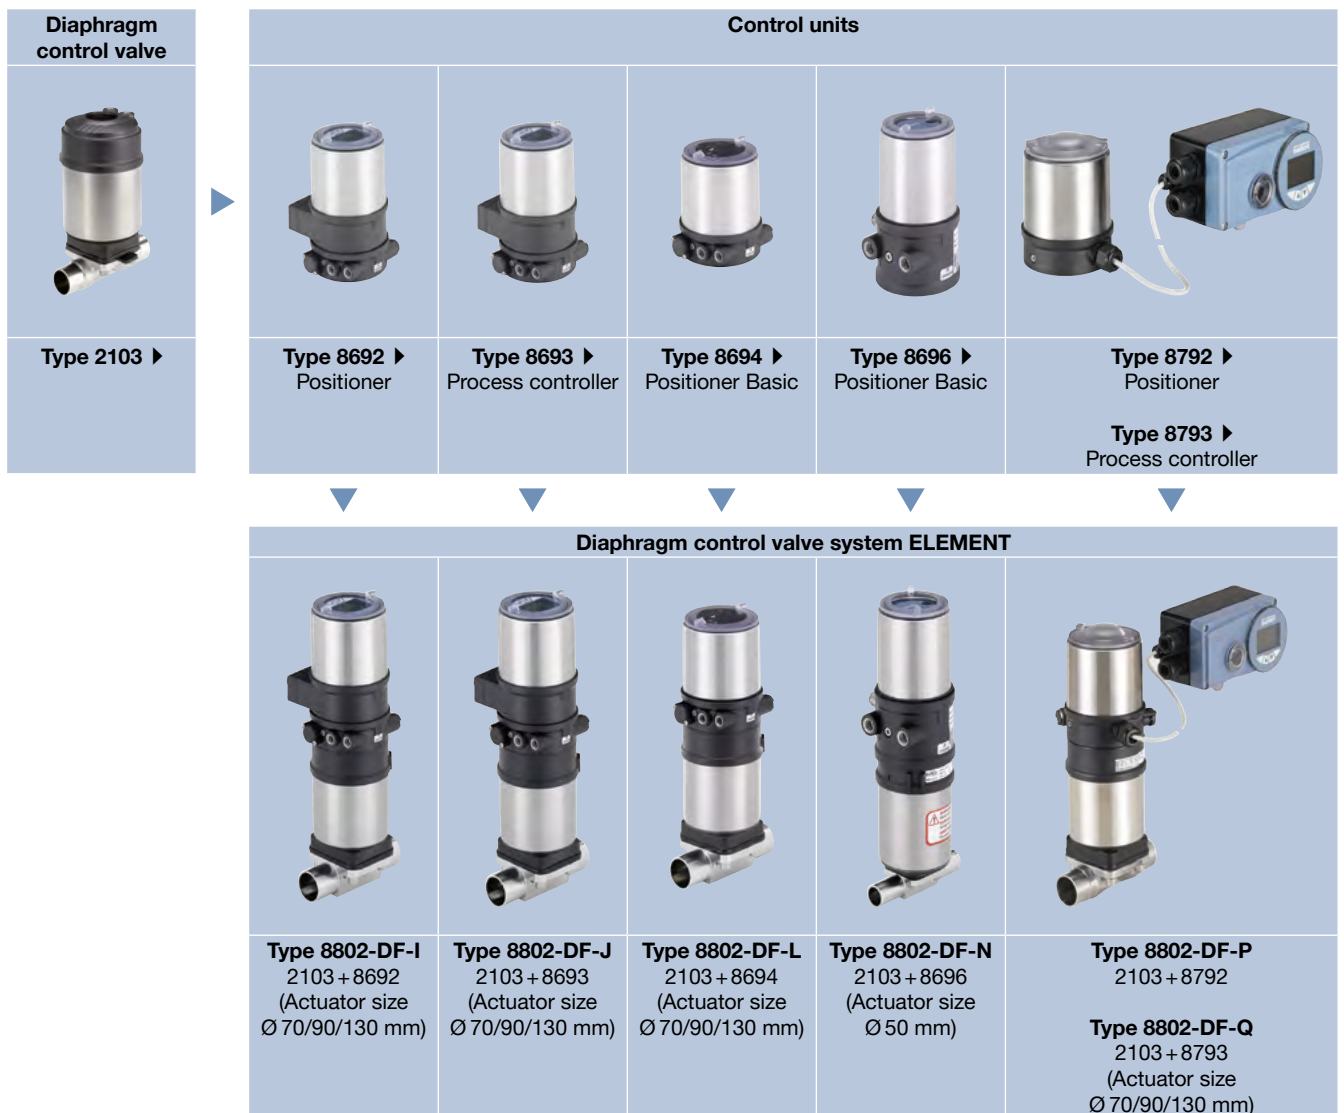 Diaphragm
control valve
Control units
Type 2103
Type 8692
Positioner
Type 8693
Process controller
Type 8694
Positioner Basic
Type 8696
Positioner Basic
Type 8792
Positioner
Type 8793
Process controller
Diaphragm control valve system ELEMENT
Type 8802-DF-I
2103+8692
(Actuator size
Ø 70/90/130 mm)
Type 8802-DF-J
2103+8693
(Actuator size
Ø 70/90/130 mm)
Type 8802-DF-L
2103+8694
(Actuator size
Ø 70/90/130 mm)
Type 8802-DF-N
2103+8696
(Actuator size
Ø 50 mm)
Type 8802-DF-P
2103+8792
Type 8802-DF-Q
2103+8793
(Actuator size
Ø 70/90/130 mm)